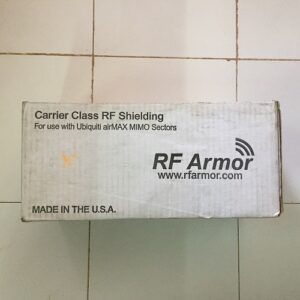 Carrier Class RF Shielding
For use with Ubiquiti airMAX MIMO Sectors
RF Armor
www.rfarmor.com
MADE IN THE U.S.A.